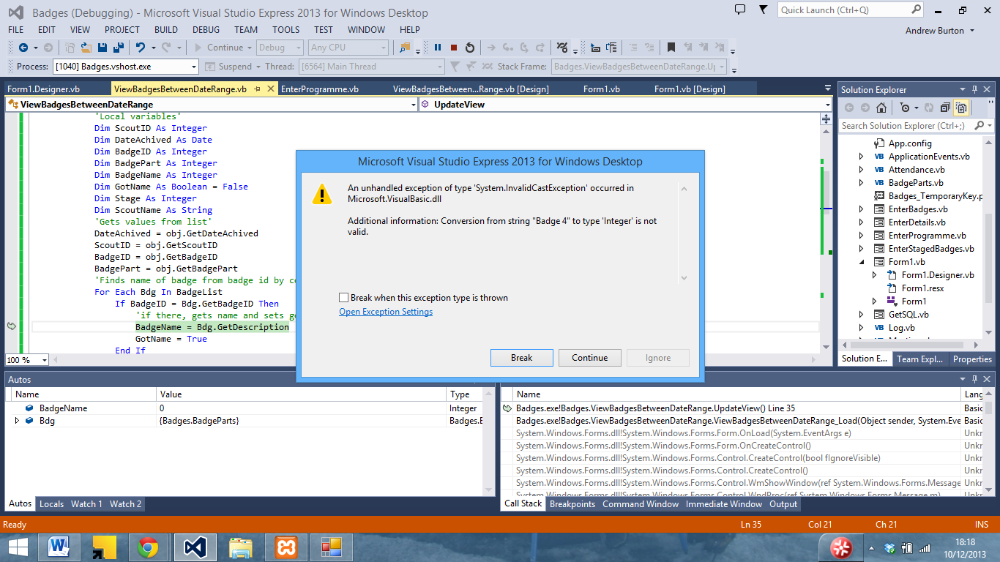 Badges (Debugging) - Microsoft Visual Studio Express 2013 for Windows Desktop
Quick Launch (Ctrl+Q)
FILE EDIT VIEW PROJECT BUILD DEBUG TEAM TOOLS TEST WINDOW HELP
Andrew Burton
Continue Debug Any CPU
Process: [1040] Badges.vshost.exe Suspend Thread: [6564] Main Thread Stack Frame: Badges.ViewBadgesBetweenDateRange.Up
Form1.Designer.vb ViewBadgesBetweenDateRange.vb EnterProgramme.vb ViewBadgesBetween...Range.vb [Design] Form1.vb Form1.vb [Design]
ViewBadgesBetweenDateRange UpdateView
'Local variables'
Dim ScoutID As Integer
Dim DateAchived As Date
Dim BadgeID As Integer
Dim BadgePart As Integer
Dim BadgeName As Integer
Dim GotName As Boolean = False
Dim Stage As Integer
Dim ScoutName As String
'Gets values from list'
DateAchived = obj.GetDateAchived
ScoutID = obj.GetScoutID
BadgeID = obj.GetBadgeID
BadgePart = obj.GetBadgePart
'Finds name of badge from badge id by co
For Each Bdg In BadgeList
If BadgeID = Bdg.GetBadgeID Then
'if there, gets name and sets go
BadgeName = Bdg.GetDescription
GotName = True
End If
100 %
Microsoft Visual Studio Express 2013 for Windows Desktop
An unhandled exception of type 'System.InvalidCastException' occurred in
Microsoft.VisualBasic.dll
Additional information: Conversion from string "Badge 4" to type 'Integer' is not
valid.
Break when this exception type is thrown
Open Exception Settings
Break Continue Ignore
Solution Explorer
Search Solution Explorer (Ctrl+;)
App.config
ApplicationEvents.vb
Attendance.vb
BadgeParts.vb
Badges_TemporaryKey.p
EnterBadges.vb
EnterDetails.vb
EnterProgramme.vb
EnterStagedBadges.vb
Form1.vb
Form1.Designer.vb
Form1.resx
Form1
GetSQL.vb
Log.vb
Solution E... Team Expl... Properties
Autos
Name Value Type
BadgeName 0 Integer
Bdg {Badges.BadgeParts} Badges.E
Autos Locals Watch 1 Watch 2
Name Lang
Badges.exe!Badges.ViewBadgesBetweenDateRange.UpdateView() Line 35 Basic
Badges.exe!Badges.ViewBadgesBetweenDateRange.ViewBadgesBetweenDateRange_Load(Object sender, System.Eve Basic
System.Windows.Forms.dll!System.Windows.Forms.Form.OnLoad(System.EventArgs e) Unkr
System.Windows.Forms.dll!System.Windows.Forms.Form.OnCreateControl() Unkr
System.Windows.Forms.dll!System.Windows.Forms.Control.CreateControl(bool fIgnoreVisible) Unkr
System.Windows.Forms.dll!System.Windows.Forms.Control.CreateControl() Unkr
System.Windows.Forms.dll!System.Windows.Forms.Control.WmShowWindow(ref System.Windows.Forms.Message Unkr
System.Windows.Forms.dll!System.Windows.Forms.Control.WndProc(ref System.Windows.Forms.Message m) Unkr
Call Stack Breakpoints Command Window Immediate Window Output
Ready Ln 35 Col 21 Ch 21 INS
18:18
10/12/2013